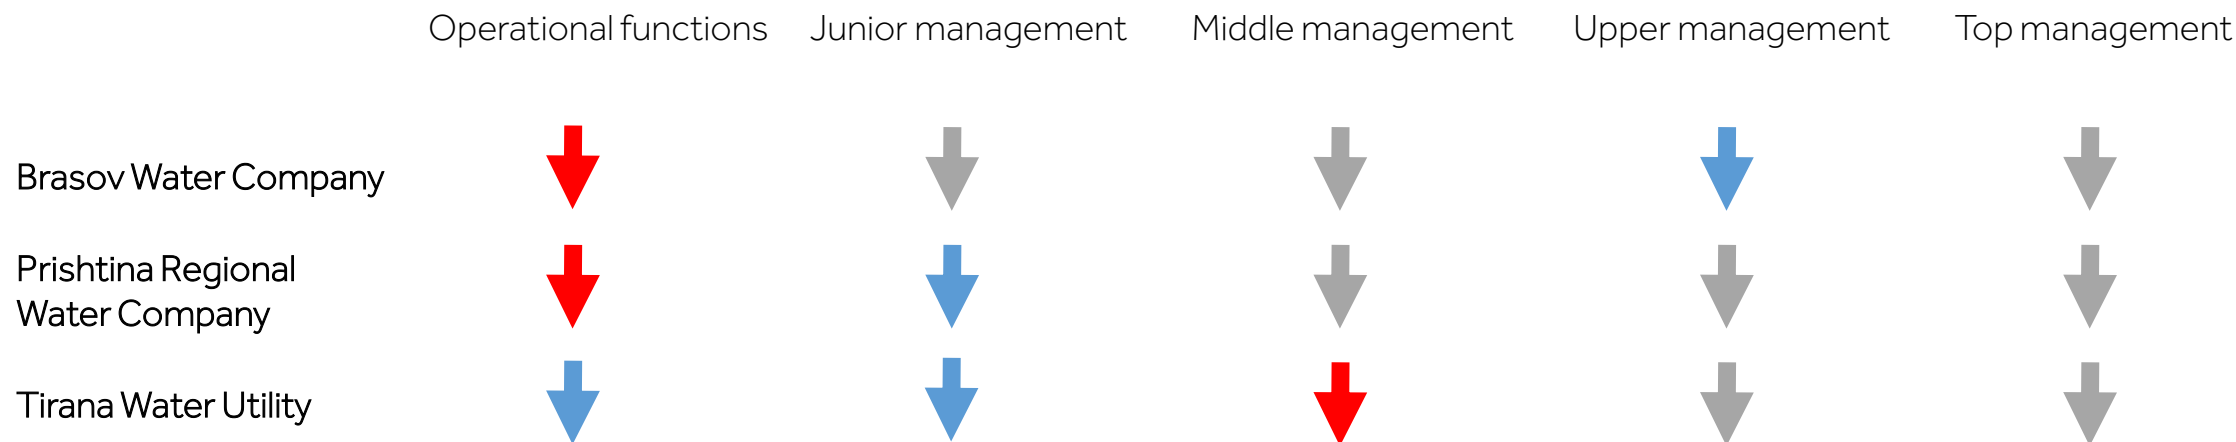 Operational functions Junior management Middle management Upper management Top management
Brasov Water Company
Prishtina Regional
Water Company
Tirana Water Utility